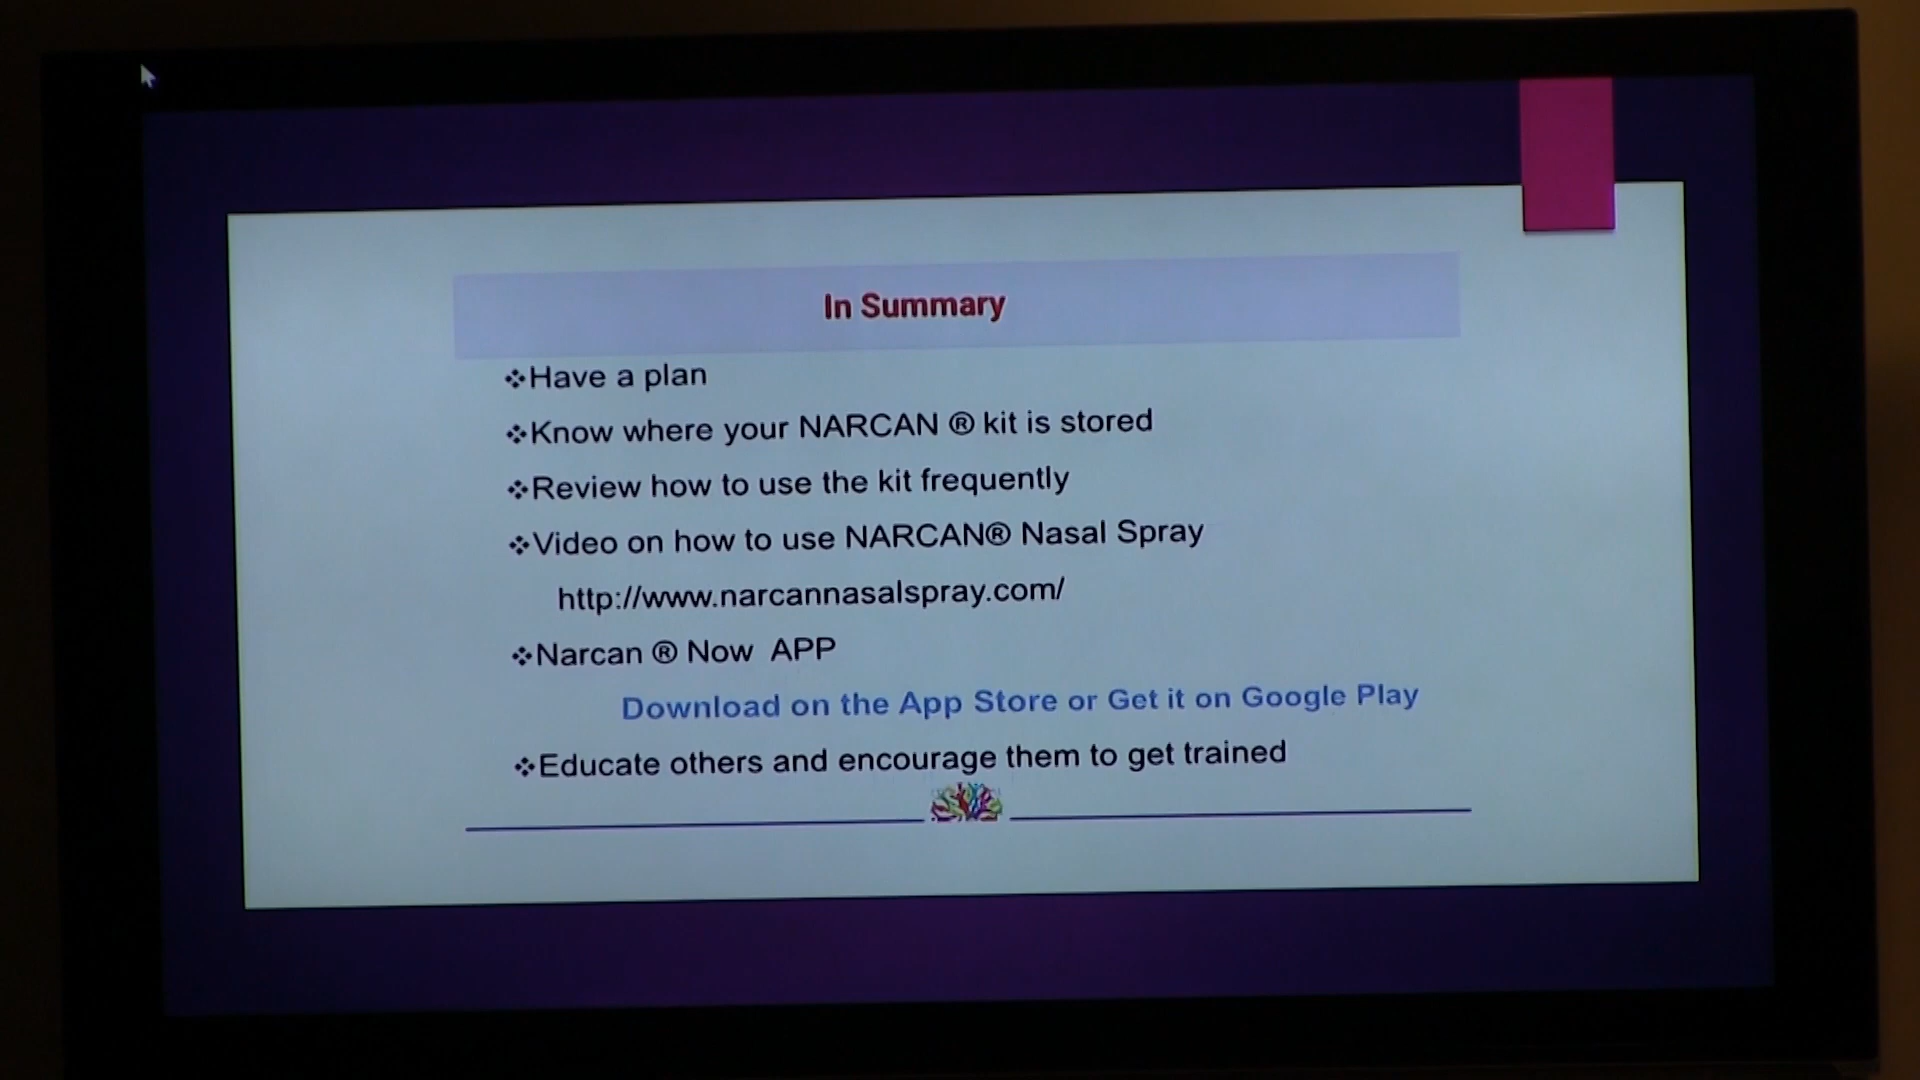 In Summary
❖Have a plan
❖Know where your NARCAN ® kit is stored
❖Review how to use the kit frequently
❖Video on how to use NARCAN® Nasal Spray
http://www.narcannasalspray.com/
❖Narcan ® Now APP
Download on the App Store or Get it on Google Play
❖Educate others and encourage them to get trained